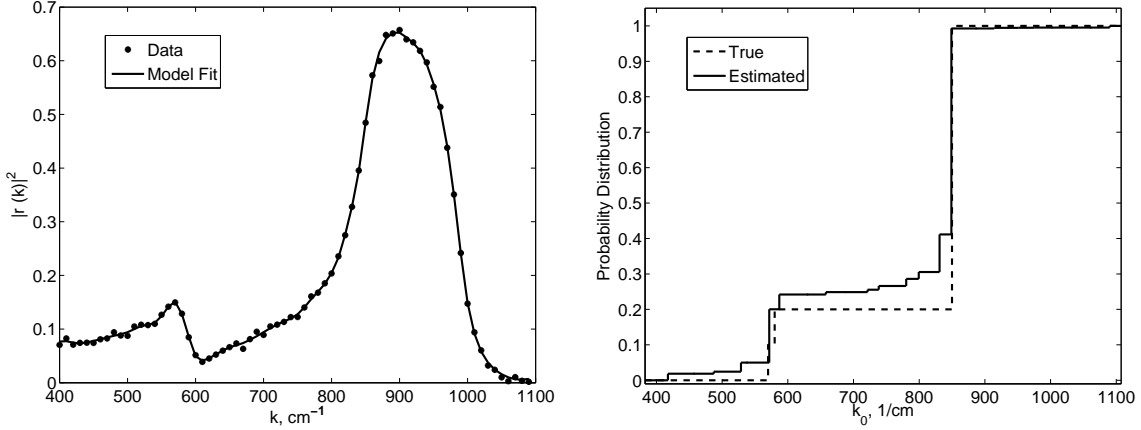 0.7
0.6
0.5
0.4
0.3
0.2
0.1
0
|r (k)|²
Data
Model Fit
400 500 600 700 800 900 1000 1100
k, cm⁻¹
1
0.9
0.8
0.7
0.6
0.5
0.4
0.3
0.2
0.1
0
Probability Distribution
True
Estimated
400 500 600 700 800 900 1000 1100
k₀, 1/cm